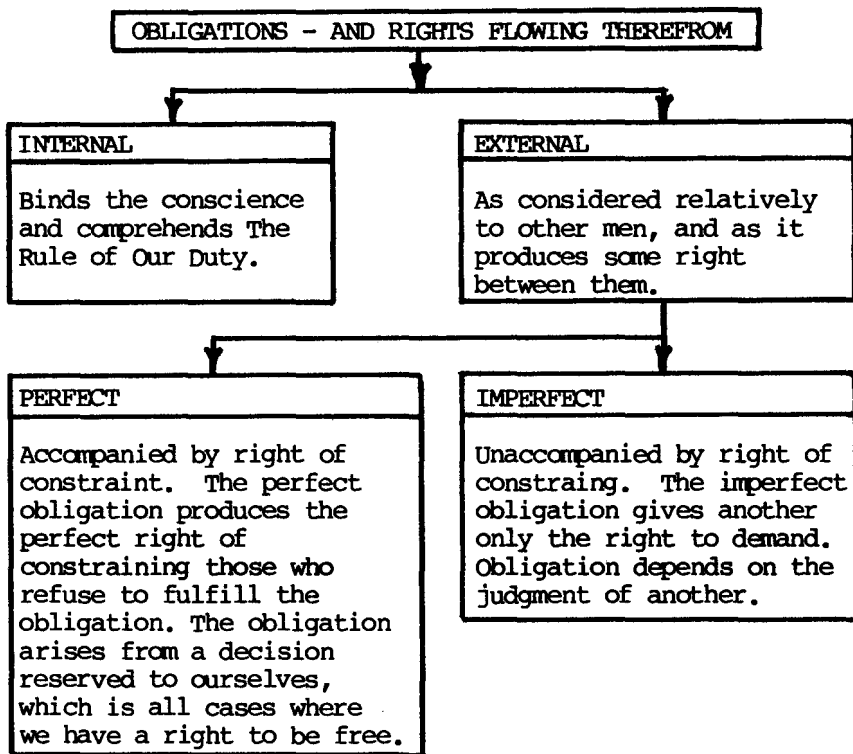 OBLIGATIONS - AND RIGHTS FLOWING THEREFROM
INTERNAL
Binds the conscience
and comprehends The
Rule of Our Duty.
EXTERNAL
As considered relatively
to other men, and as it
produces some right
between them.
PERFECT
Accompanied by right of
constraint. The perfect
obligation produces the
perfect right of
constraining those who
refuse to fulfill the
obligation. The obligation
arises from a decision
reserved to ourselves,
which is all cases where
we have a right to be free.
IMPERFECT
Unaccompanied by right of
constraing. The imperfect
obligation gives another
only the right to demand.
Obligation depends on the
judgment of another.